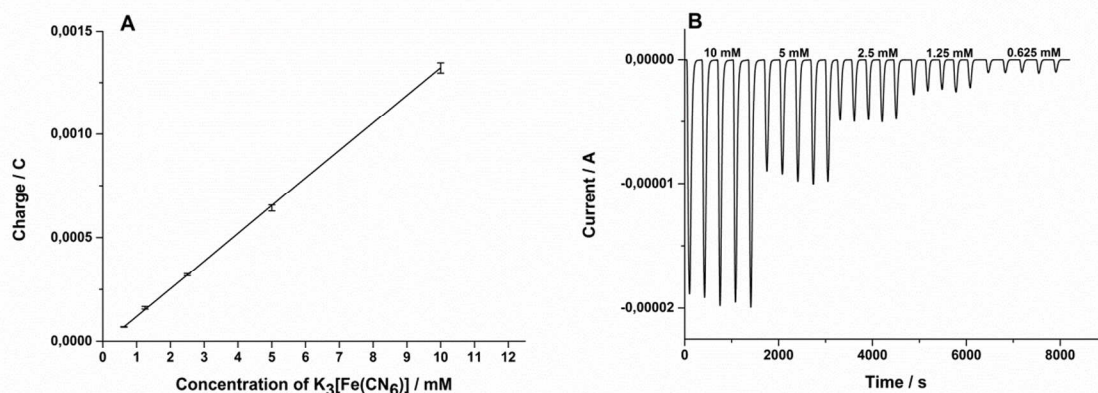 A
0,0015
0,0010
0,0005
0,0000
Charge / C
0 1 2 3 4 5 6 7 8 9 10 11 12
Concentration of K3[Fe(CN6)] / mM
B
10 mM 5 mM 2.5 mM 1.25 mM 0.625 mM
0,00000
-0,00001
-0,00002
Current / A
0 2000 4000 6000 8000
Time / s